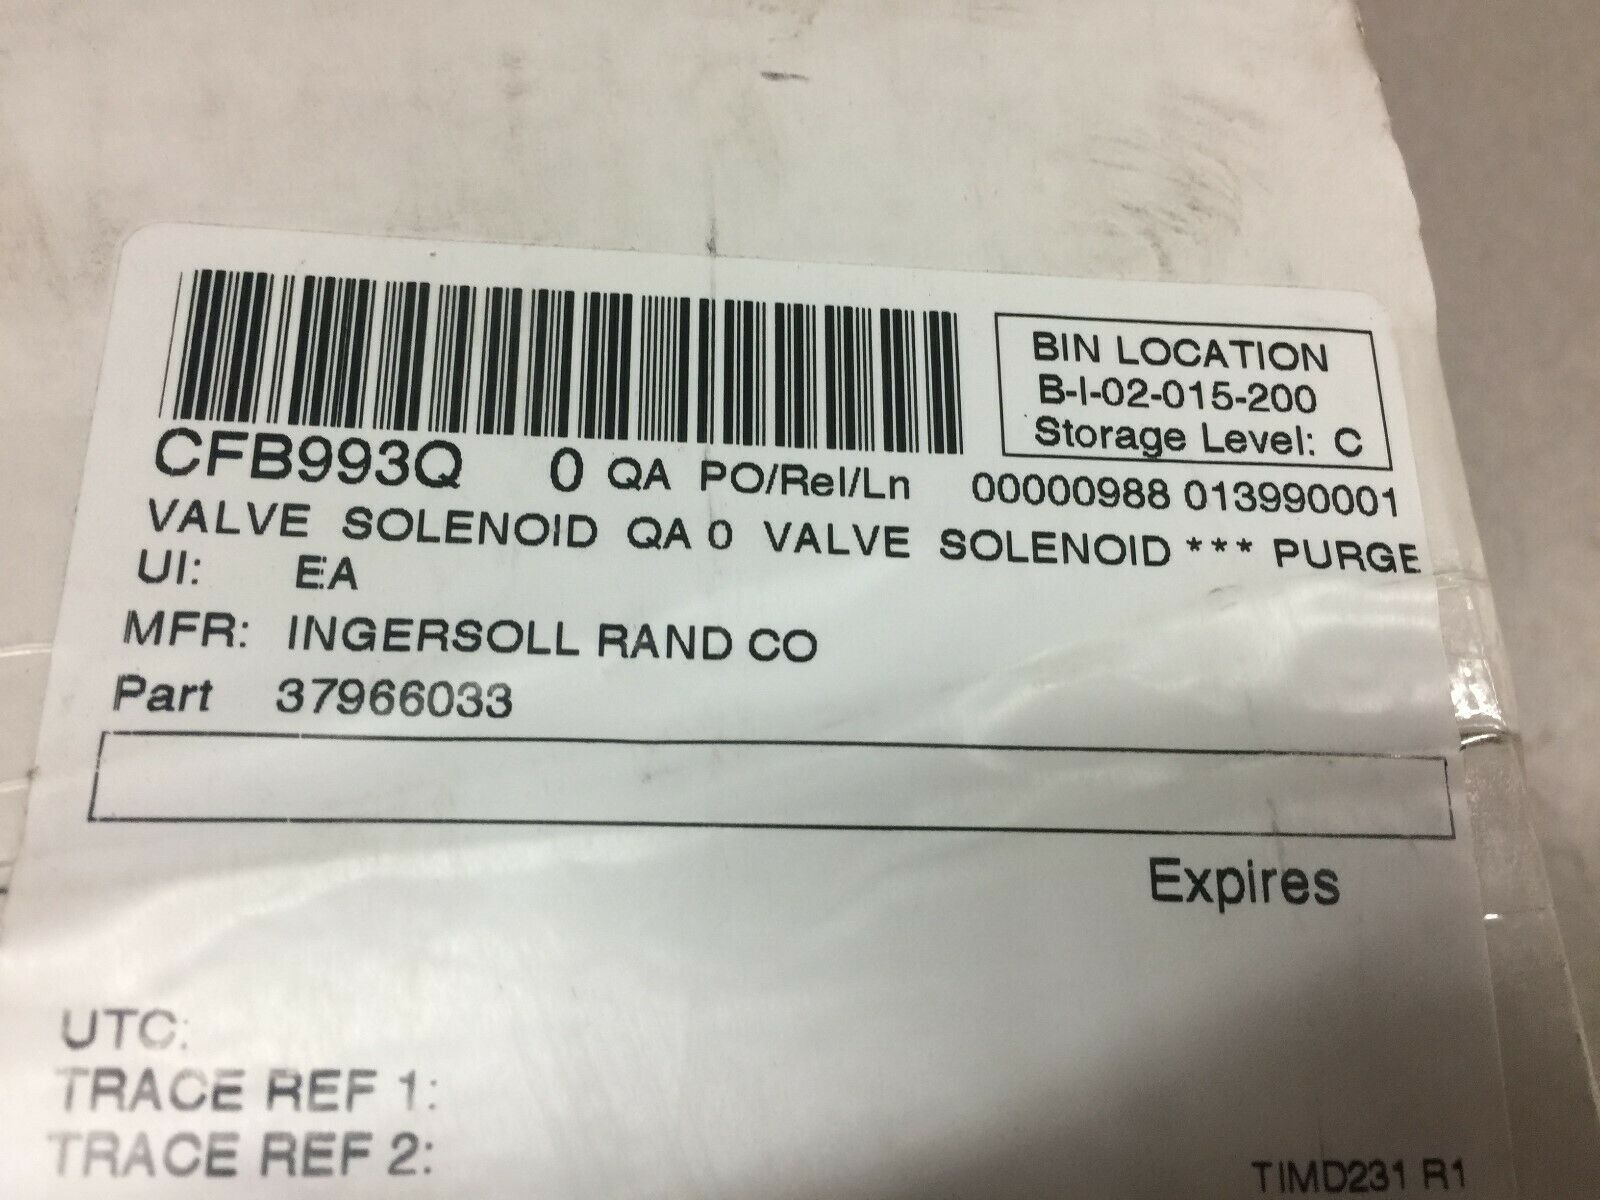 BIN LOCATION
B-I-02-015-200
Storage Level: C
CFB993Q 0 QA PO/Rel/Ln 00000988 013990001
VALVE SOLENOID QA 0 VALVE SOLENOID *** PURGE
UI: EA
MFR: INGERSOLL RAND CO
Part 37966033
Expires
UTC:
TRACE REF 1:
TRACE REF 2:
TIMD231 R1